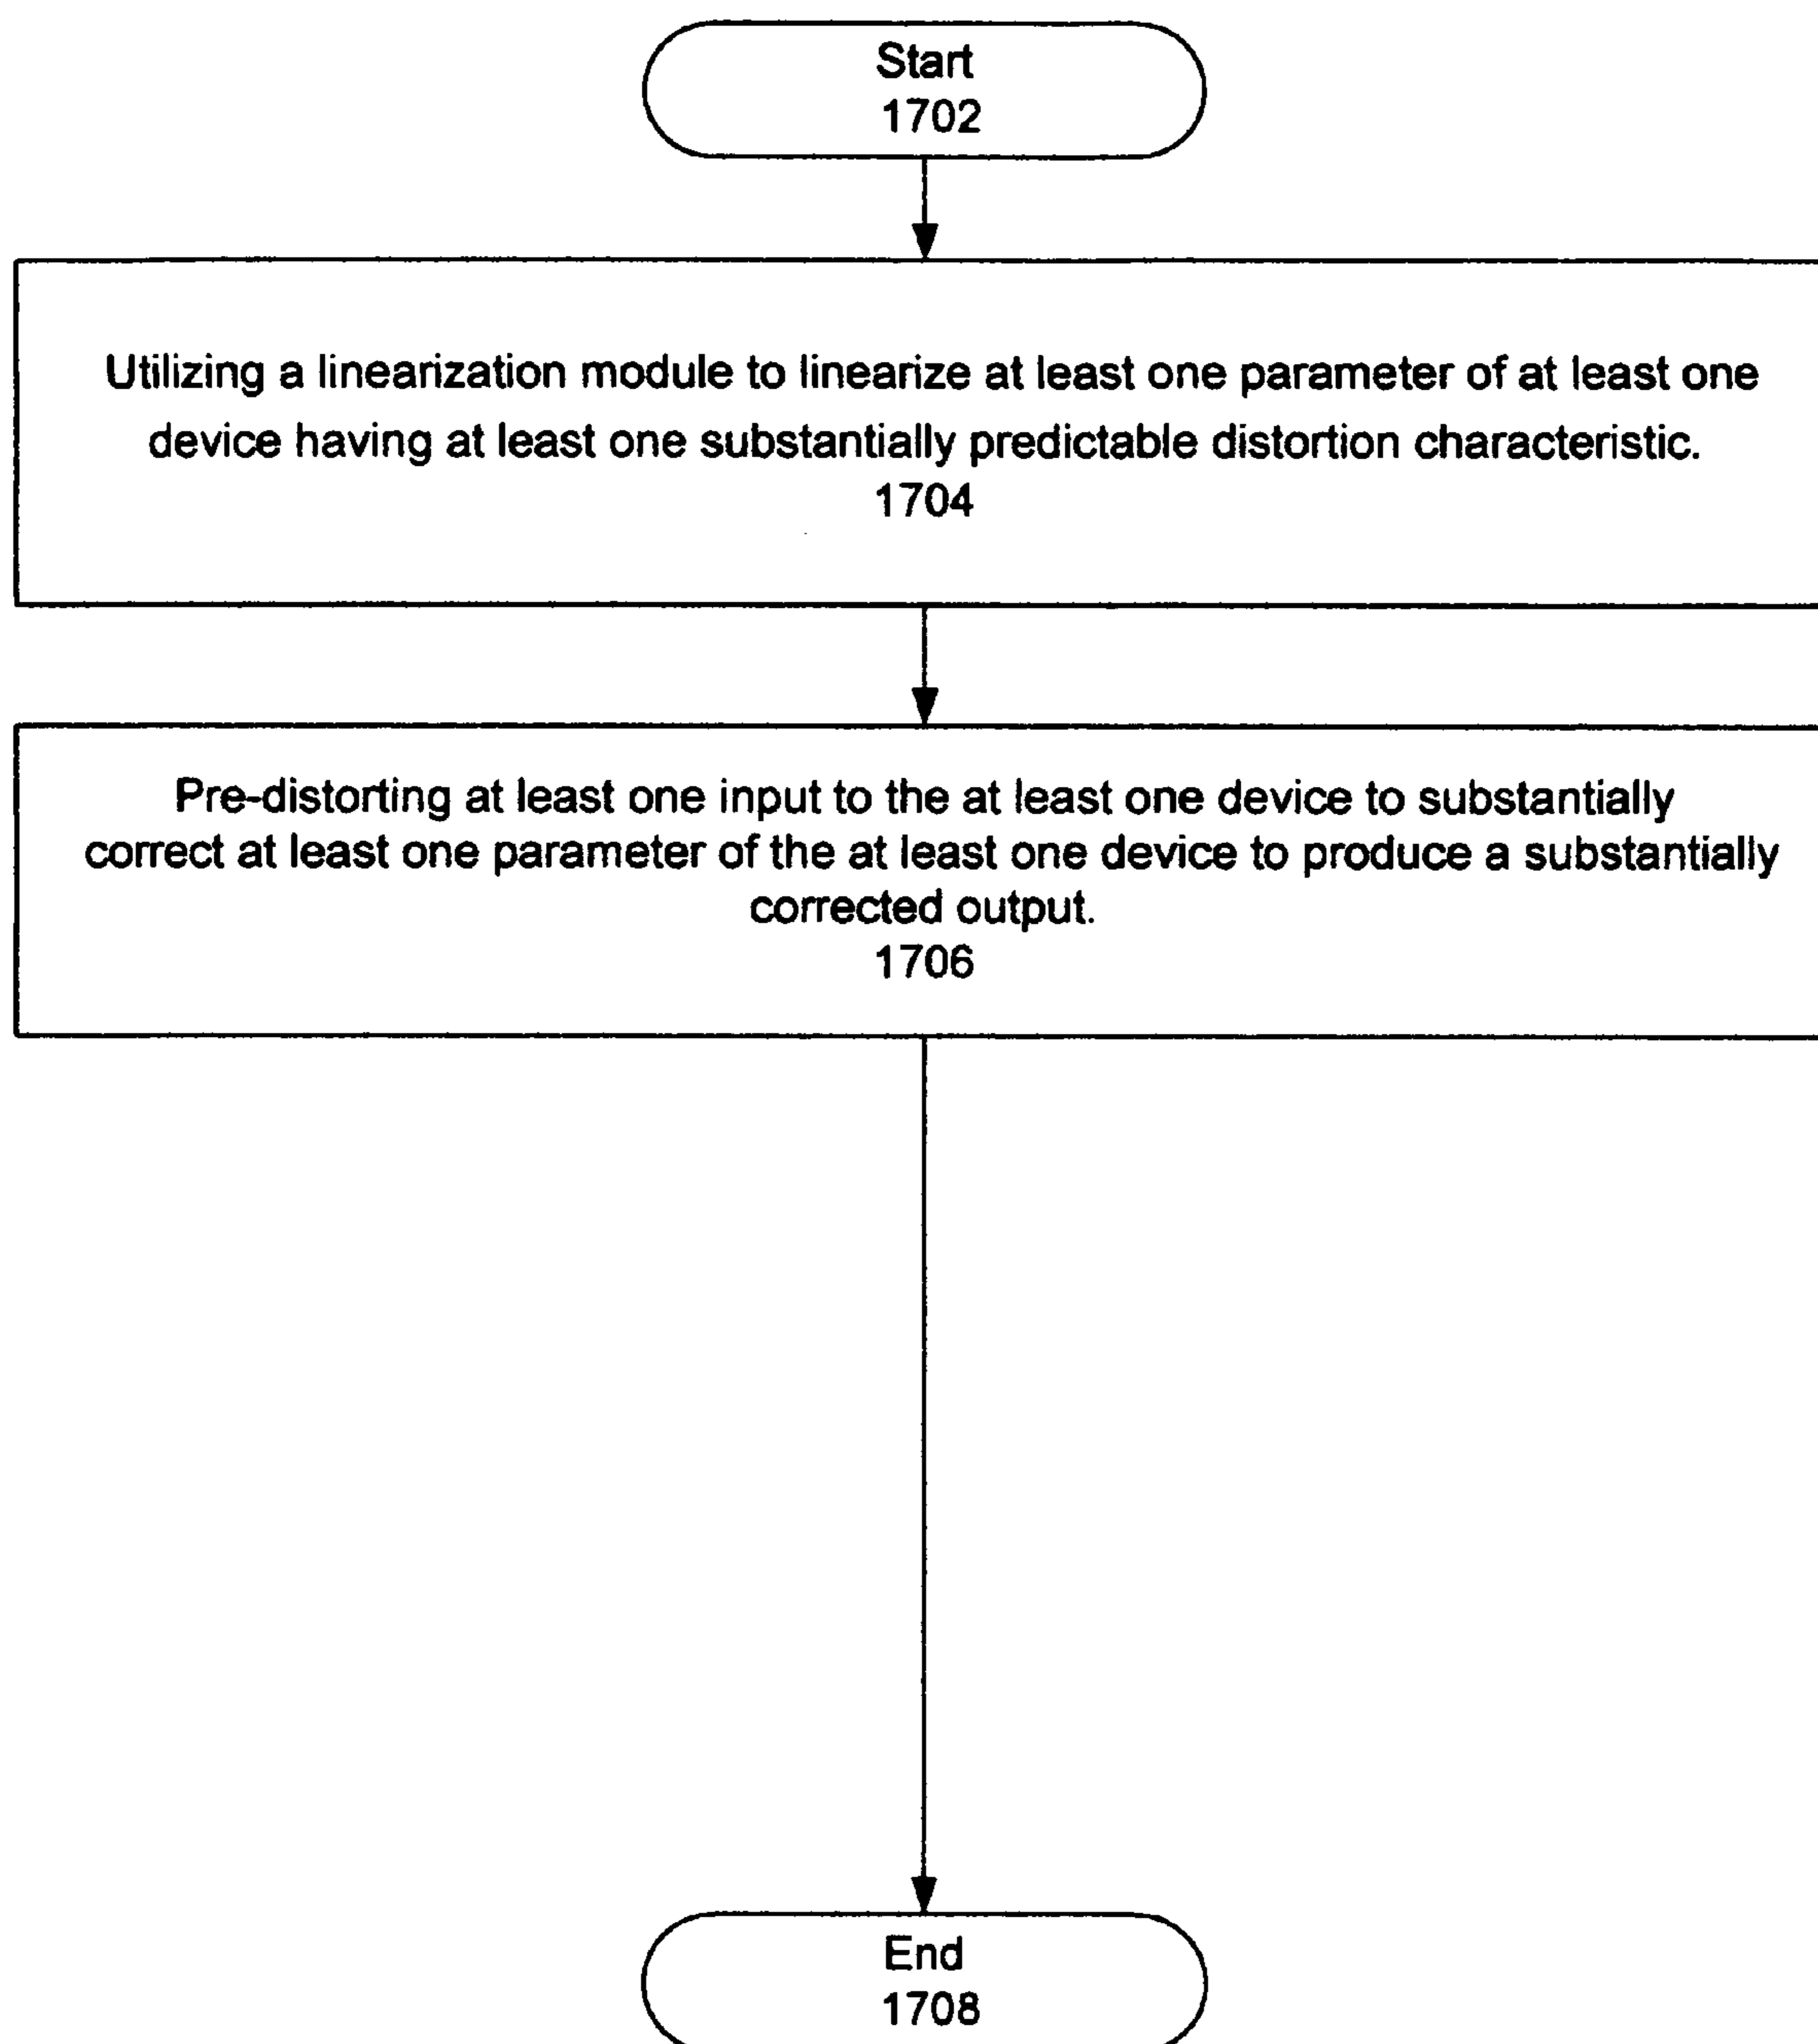 Start
1702
Utilizing a linearization module to linearize at least one parameter of at least one
device having at least one substantially predictable distortion characteristic.
1704
Pre-distorting at least one input to the at least one device to substantially
correct at least one parameter of the at least one device to produce a substantially
corrected output.
1706
End
1708